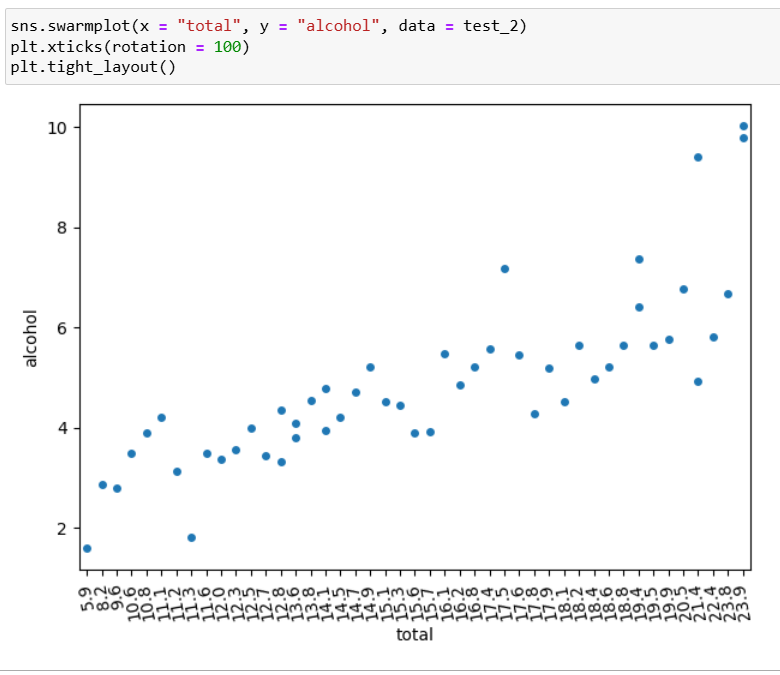 sns.swarmplot(x = "total", y = "alcohol", data = test_2)
plt.xticks(rotation = 100)
plt.tight_layout()
10
8
6
4
2
alcohol
5.9 8.2 9.6 10.6 10.8 11.1 11.2 11.3 11.6 12.0 12.3 12.5 12.7 12.8 13.6 13.8 14.1 14.5 14.7 14.9 15.1 15.3 15.6 15.7 16.1 16.2 16.8 17.4 17.5 17.6 17.8 17.9 18.1 18.2 18.4 18.6 18.8 19.4 19.5 19.9 20.5 21.4 22.4 23.8 23.9
total